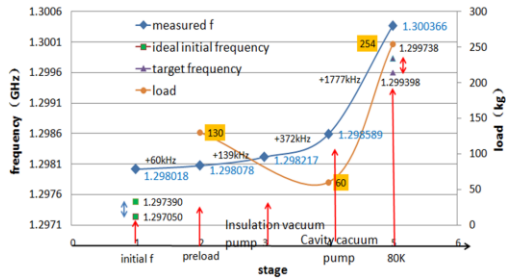 1.3006
1.3001
1.2996
1.2991
1.2986
1.2981
1.2976
1.2971
frequency（GHz）
measured f
ideal initial frequency
target frequency
load
300
250
200
150
100
50
0
load（kg）
254
1.300366
1.299738
1.299398
+1777kHz
130
+372kHz
1.298589
+139kHz
1.298217
+60kHz
1.298018
1.298078
60
1.297390
1.297050
Insulation vacuum
pump
Cavity cacuum
pump
0
1
2
3
4
5
6
initial f
preload
80K
stage